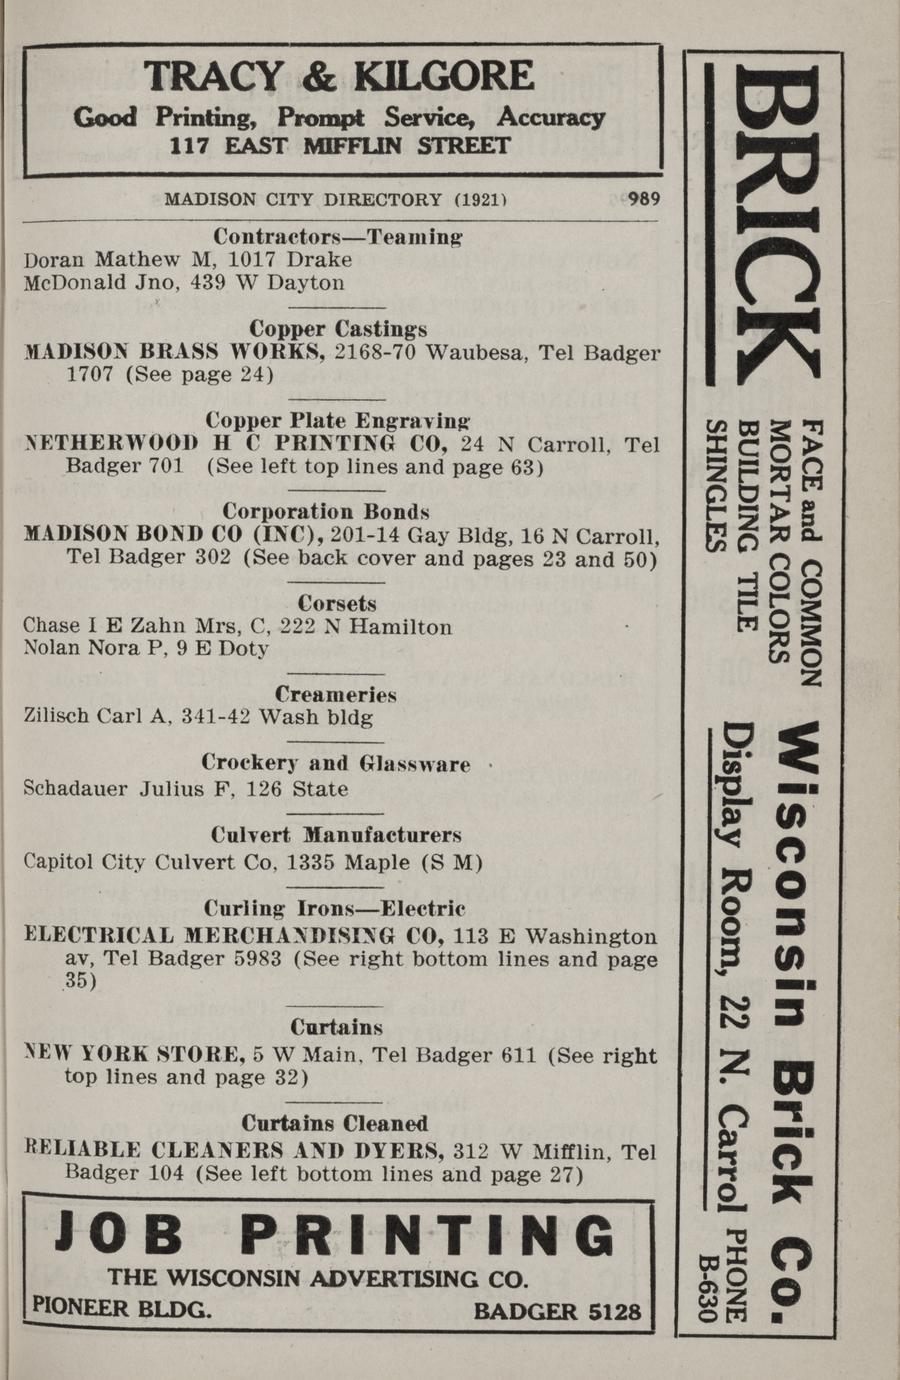 TRACY & KILGORE
Good Printing, Prompt Service, Accuracy
117 EAST MIFFLIN STREET
MADISON CITY DIRECTORY (1921) 989
Contractors—Teaming
Doran Mathew M, 1017 Drake
McDonald Jno, 439 W Dayton
Copper Castings
MADISON BRASS WORKS, 2168-70 Waubesa, Tel Badger
1707 (See page 24)
Copper Plate Engraving
NETHERWOOD H C PRINTING CO, 24 N Carroll, Tel
Badger 701 (See left top lines and page 63)
Corporation Bonds
MADISON BOND CO (INC), 201-14 Gay Bldg, 16 N Carroll,
Tel Badger 302 (See back cover and pages 23 and 50)
Corsets
Chase I E Zahn Mrs, C, 222 N Hamilton
Nolan Nora P, 9 E Doty
Creameries
Zilisch Carl A, 341-42 Wash bldg
Crockery and Glassware
Schadauer Julius F, 126 State
Culvert Manufacturers
Capitol City Culvert Co, 1335 Maple (S M)
Curling Irons—Electric
ELECTRICAL MERCHANDISING CO, 113 E Washington
av, Tel Badger 5983 (See right bottom lines and page
35)
Curtains
NEW YORK STORE, 5 W Main, Tel Badger 611 (See right
top lines and page 32)
Curtains Cleaned
RELIABLE CLEANERS AND DYERS, 312 W Mifflin, Tel
Badger 104 (See left bottom lines and page 27)
JOB PRINTING
THE WISCONSIN ADVERTISING CO.
PIONEER BLDG. BADGER 5128
BRICK
FACE and COMMON
MORTAR COLORS
BUILDING TILE
SHINGLES
Wisconsin Brick Co.
Display Room, 22 N. Carrol
PHONE
B-630